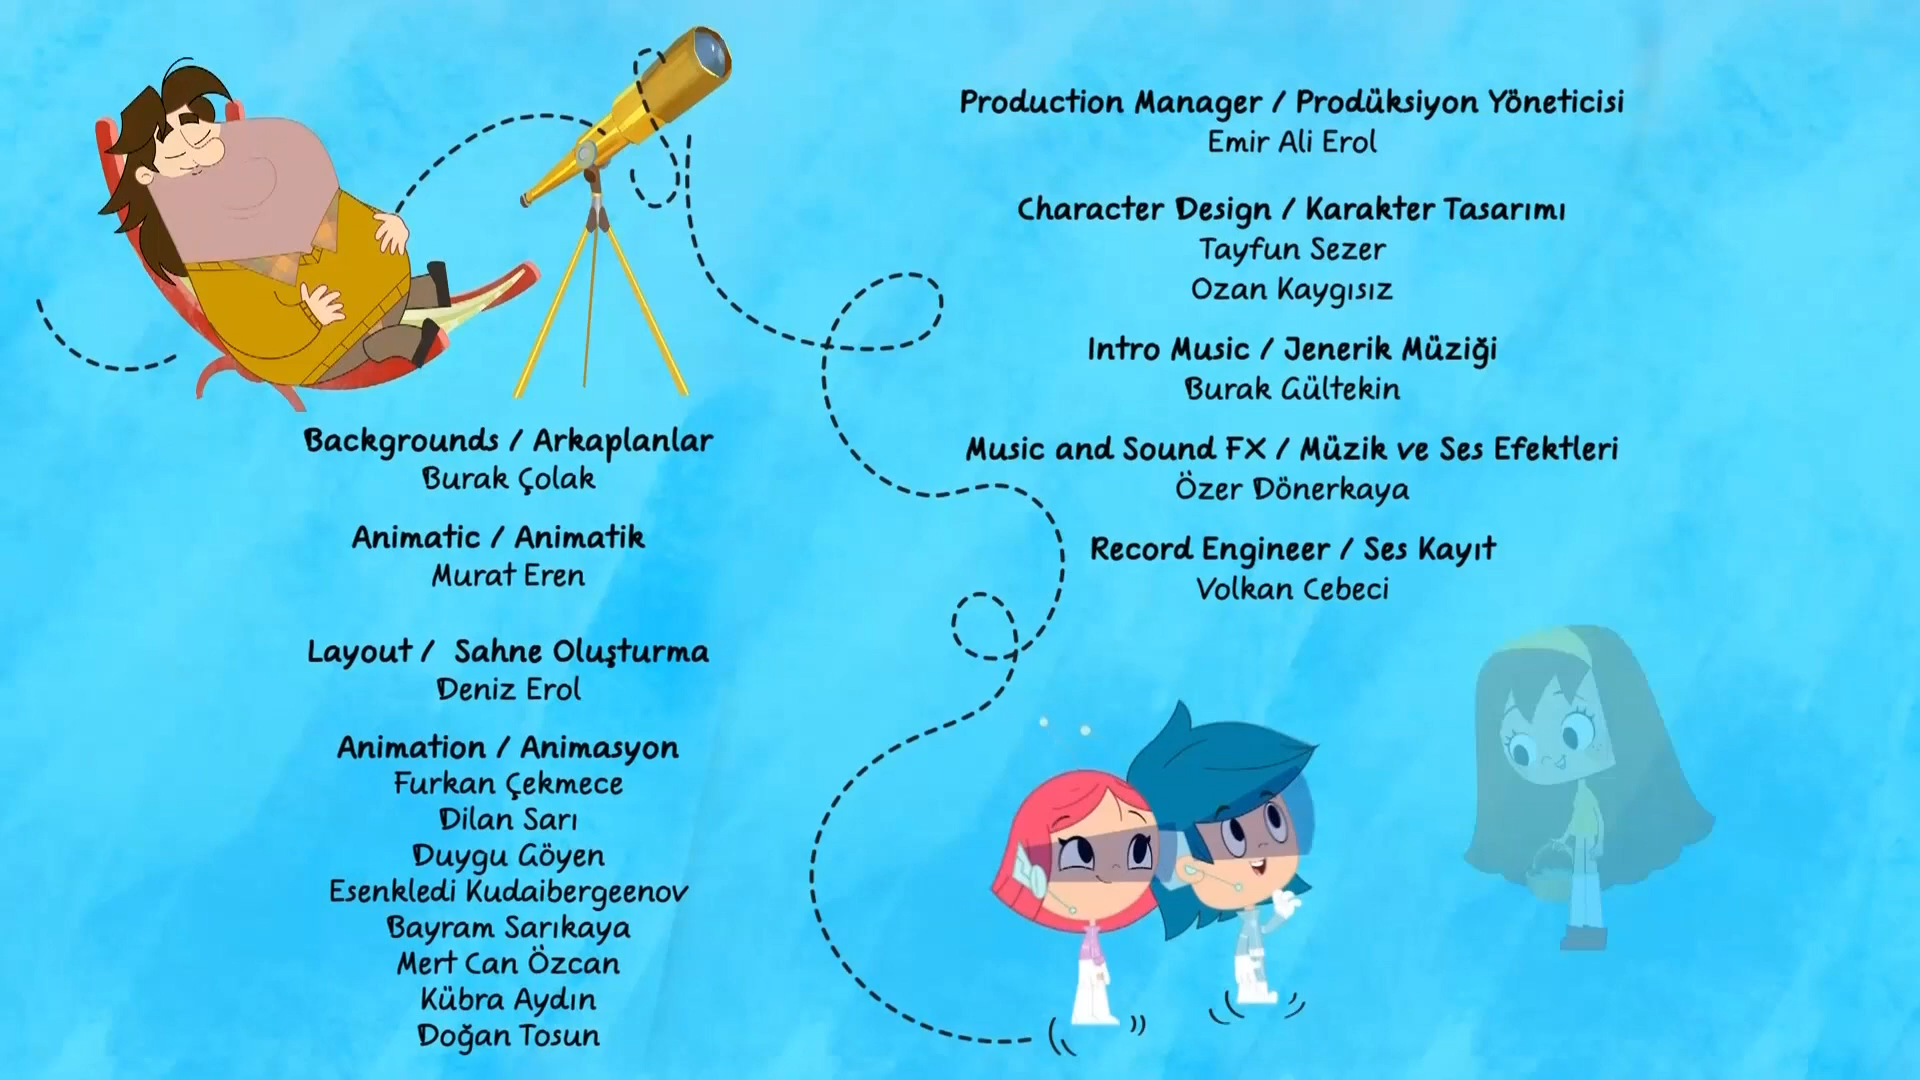 Backgrounds / Arkaplanlar
Burak Çolak
Animatic / Animatik
Murat Eren
Layout / Sahne Oluşturma
Deniz Erol
Animation / Animasyon
Furkan Çekmece
Dilan Sarı
Duygu Göyen
Esenkledi Kudaibergeenov
Bayram Sarıkaya
Mert Can Özcan
Kübra Aydın
Doğan Tosun
Production Manager / Prodüksiyon Yöneticisi
Emir Ali Erol
Character Design / Karakter Tasarımı
Tayfun Sezer
Ozan Kaygısız
Intro Music / Jenerik Müziği
Burak Gültekin
Music and Sound FX / Müzik ve Ses Efektleri
Özer Dönerkaya
Record Engineer / Ses Kayıt
Volkan Cebeci